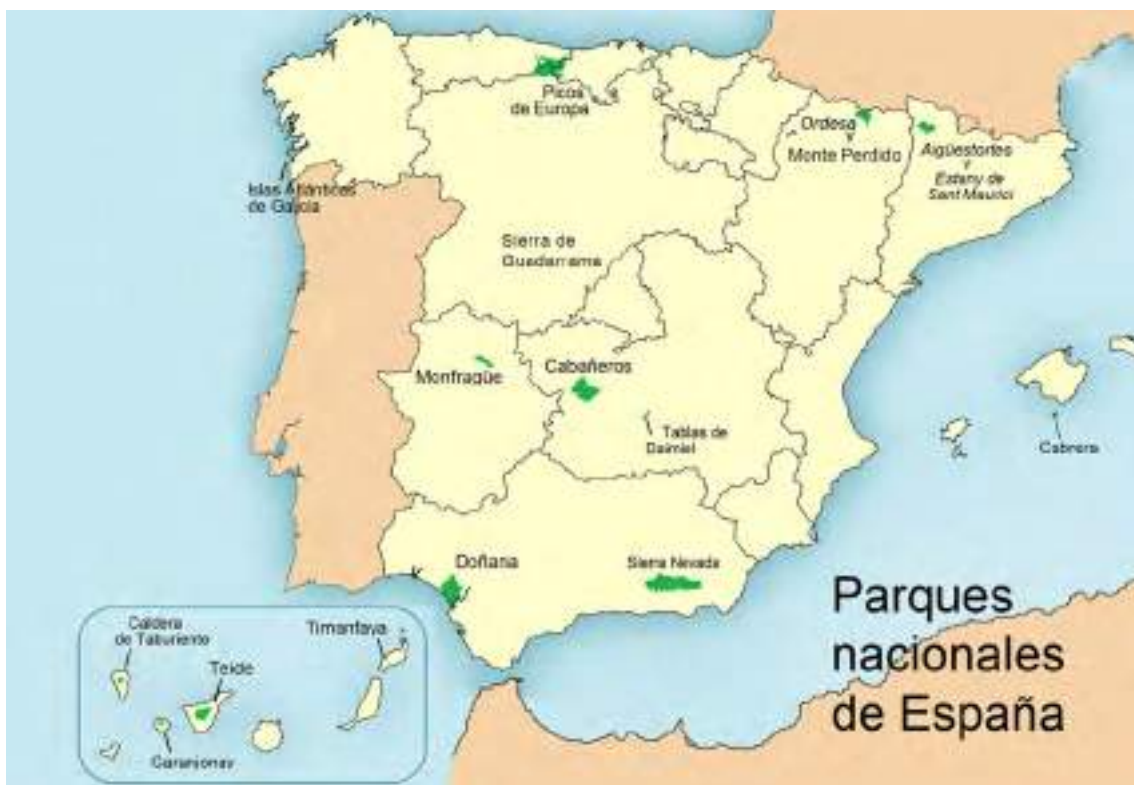 Picos
de Europa
Ordesa
y
Monte Perdido
Aigüestortes
y
Estany de
Sant Maurici
Islas Atlánticas
de Galicia
Sierra de
Guadarrama
Monfragüe
Cabañeros
Tablas de
Daimiel
Cabrera
Doñana
Sierra Nevada
Caldera
de Taburiente
Timanfaya
Teide
Garanjonay
Parques
nacionales
de España